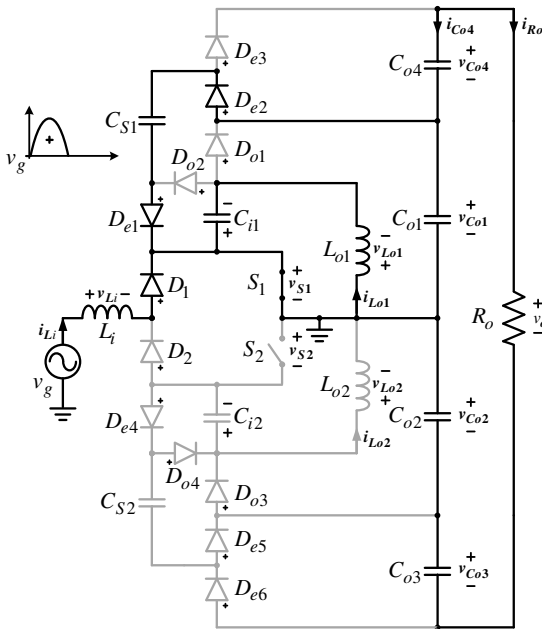 D_e3
i_Co4
i_Ro
+
C_o4
v_Co4
−
D_e2
C_S1
+
v_g
D_o1
D_o2
+
C_o1
v_Co1
−
D_e1
−
C_i1
+
L_o1
−
v_Lo1
+
+ v_Li −
D_1
S_1
+
v_S1
−
i_Lo1
R_o
+
−
i_Li
L_i
v_g
D_2
S_2
+
v_S2
−
L_o2
−
v_Lo2
+
D_e4
−
C_i2
+
C_o2
+
v_Co2
−
i_Lo2
D_o4
C_S2
D_o3
D_e5
C_o3
+
v_Co3
−
D_e6